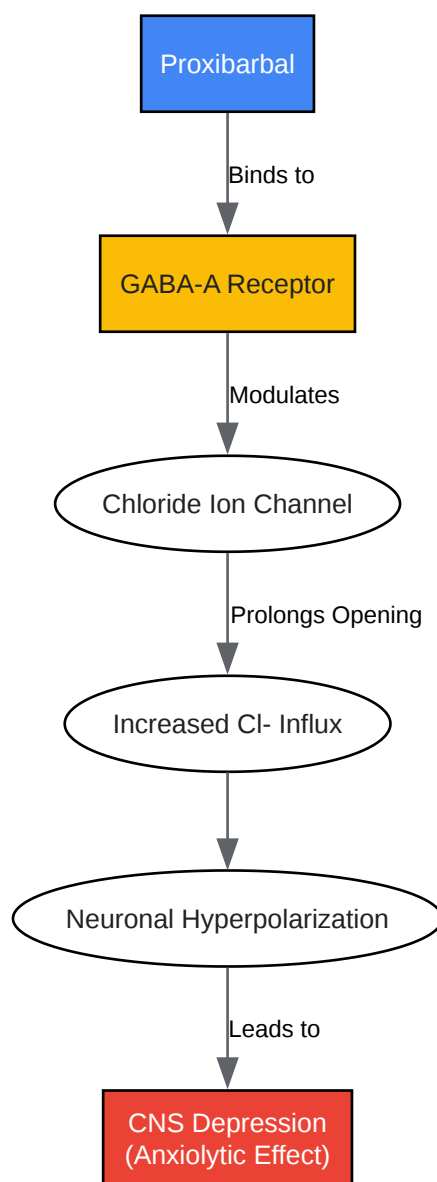 Proxibarbal
Binds to
GABA-A Receptor
Modulates
Chloride Ion Channel
Prolongs Opening
Increased Cl- Influx
Neuronal Hyperpolarization
Leads to
CNS Depression
(Anxiolytic Effect)